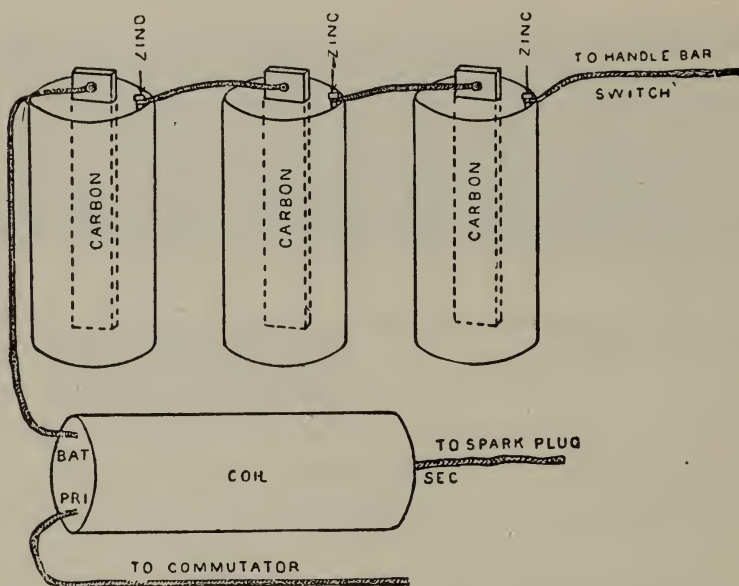 ZIND
ZINC
ZINC
TO HANDLE BAR
SWITCH
CARBON
CARBON
CARBON
BAT
PRI
COIL
TO SPARK PLUG
SEC
TO COMMUTATOR